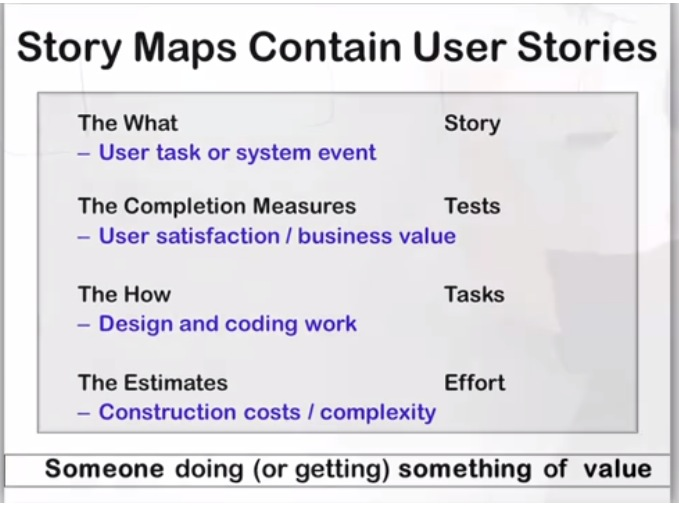 Story Maps Contain User Stories
The What Story
– User task or system event
The Completion Measures Tests
– User satisfaction / business value
The How Tasks
– Design and coding work
The Estimates Effort
– Construction costs / complexity
Someone doing (or getting) something of value